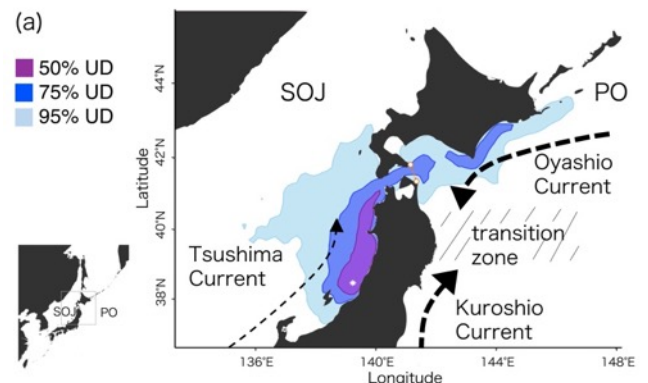 (a)
50% UD
75% UD
95% UD
SOJ
PO
44°N
42°N
40°N
38°N
Latitude
Oyashio
Current
transition
zone
Tsushima
Current
Kuroshio
Current
SOJ
PO
136°E
140°E
144°E
148°E
Longitude